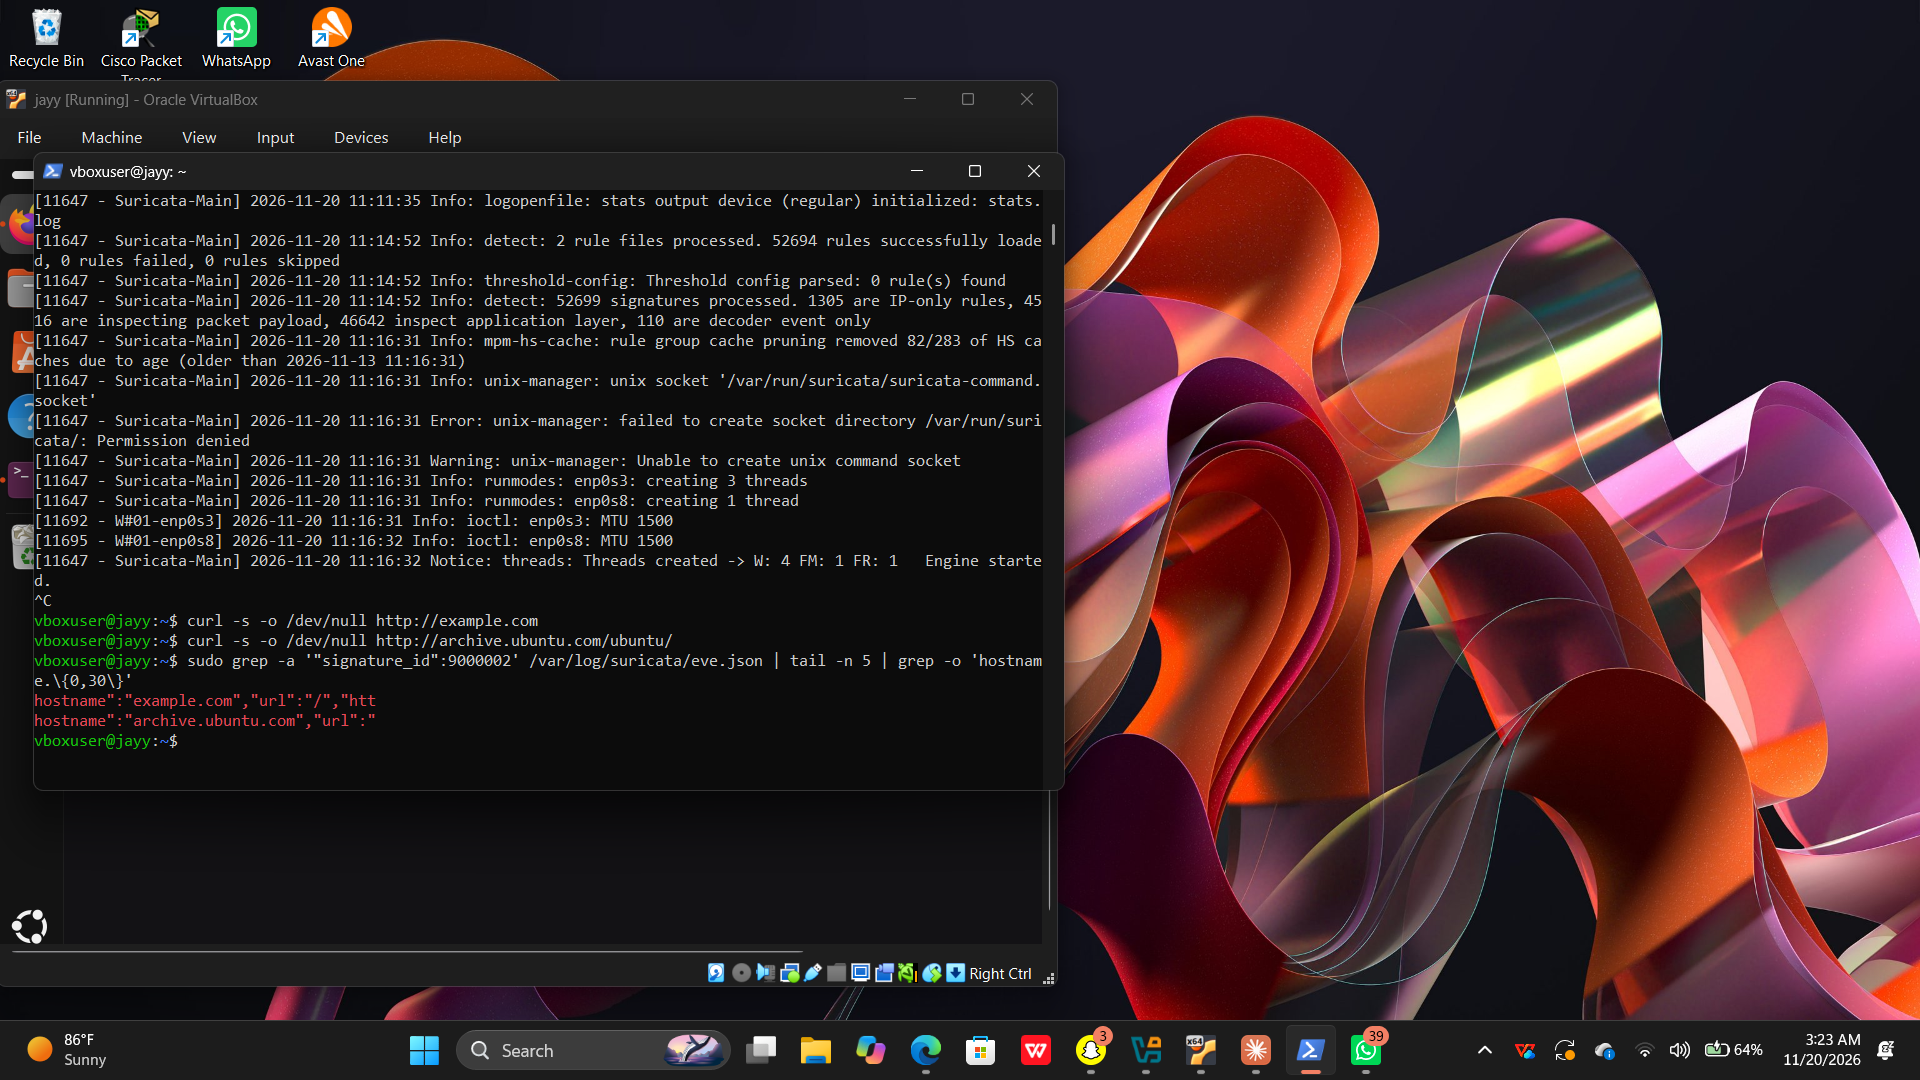 Recycle Bin
Cisco Packet
Tracer
WhatsApp
Avast One
jayy [Running] - Oracle VirtualBox
File Machine View Input Devices Help
vboxuser@jayy: ~
[11647 - Suricata-Main] 2026-11-20 11:11:35 Info: logopenfile: stats output device (regular) initialized: stats.
log
[11647 - Suricata-Main] 2026-11-20 11:14:52 Info: detect: 2 rule files processed. 52694 rules successfully loade
d, 0 rules failed, 0 rules skipped
[11647 - Suricata-Main] 2026-11-20 11:14:52 Info: threshold-config: Threshold config parsed: 0 rule(s) found
[11647 - Suricata-Main] 2026-11-20 11:14:52 Info: detect: 52699 signatures processed. 1305 are IP-only rules, 45
16 are inspecting packet payload, 46642 inspect application layer, 110 are decoder event only
[11647 - Suricata-Main] 2026-11-20 11:16:31 Info: mpm-hs-cache: rule group cache pruning removed 82/283 of HS ca
ches due to age (older than 2026-11-13 11:16:31)
[11647 - Suricata-Main] 2026-11-20 11:16:31 Info: unix-manager: unix socket '/var/run/suricata/suricata-command.
socket'
[11647 - Suricata-Main] 2026-11-20 11:16:31 Error: unix-manager: failed to create socket directory /var/run/suri
cata/: Permission denied
[11647 - Suricata-Main] 2026-11-20 11:16:31 Warning: unix-manager: Unable to create unix command socket
[11647 - Suricata-Main] 2026-11-20 11:16:31 Info: runmodes: enp0s3: creating 3 threads
[11647 - Suricata-Main] 2026-11-20 11:16:31 Info: runmodes: enp0s8: creating 1 thread
[11692 - W#01-enp0s3] 2026-11-20 11:16:31 Info: ioctl: enp0s3: MTU 1500
[11695 - W#01-enp0s8] 2026-11-20 11:16:32 Info: ioctl: enp0s8: MTU 1500
[11647 - Suricata-Main] 2026-11-20 11:16:32 Notice: threads: Threads created -> W: 4 FM: 1 FR: 1   Engine starte
d.
^C
vboxuser@jayy:~$ curl -s -o /dev/null http://example.com
vboxuser@jayy:~$ curl -s -o /dev/null http://archive.ubuntu.com/ubuntu/
vboxuser@jayy:~$ sudo grep -a '"signature_id":9000002' /var/log/suricata/eve.json | tail -n 5 | grep -o 'hostnam
e.\{0,30\}'
hostname":"example.com","url":"/","htt
hostname":"archive.ubuntu.com","url":"
vboxuser@jayy:~$
Right Ctrl
86°F
Sunny
Search
x64
3
39
64%
3:23 AM
11/20/2026